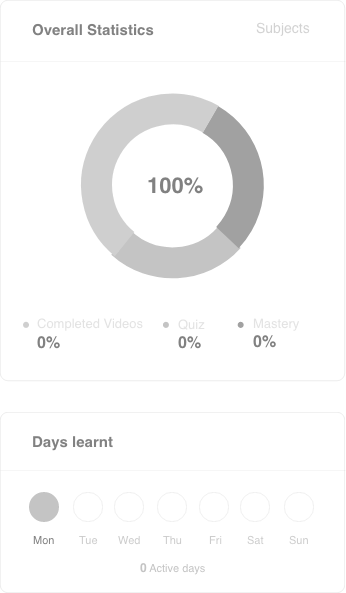 Overall Statistics Subjects
100%
Completed Videos Quiz Mastery
0% 0% 0%
Days learnt
Mon Tue Wed Thu Fri Sat Sun
0 Active days